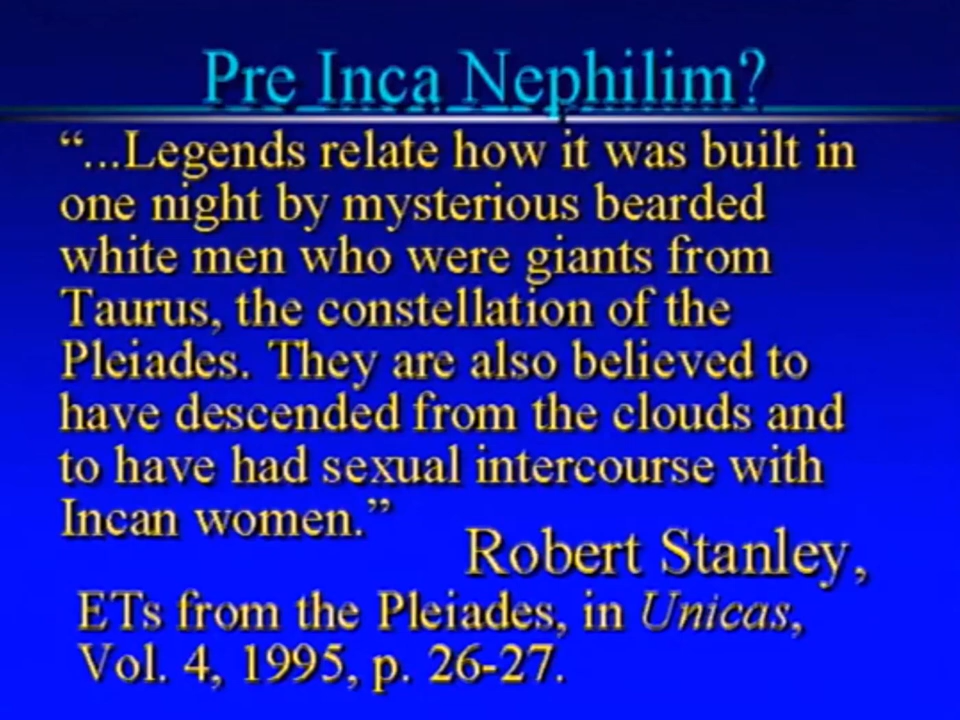 Pre Inca Nephilim?
“...Legends relate how it was built in
one night by mysterious bearded
white men who were giants from
Taurus, the constellation of the
Pleiades. They are also believed to
have descended from the clouds and
to have had sexual intercourse with
Incan women.”
Robert Stanley,
ETs from the Pleiades, in Unicas,
Vol. 4, 1995, p. 26-27.